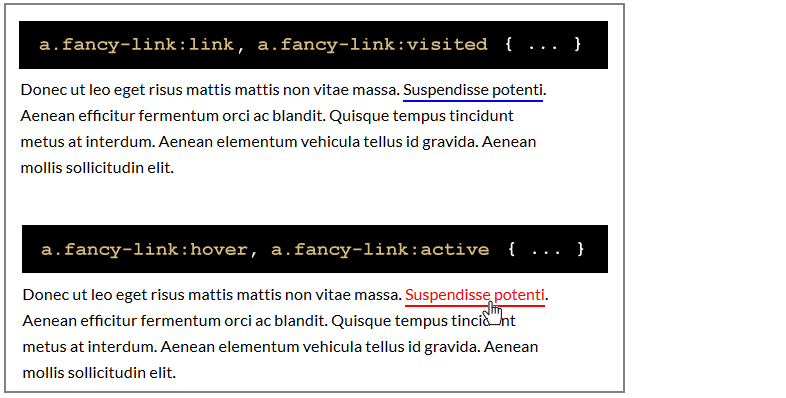 a.fancy-link:link, a.fancy-link:visited { ... }
Donec ut leo eget risus mattis mattis non vitae massa. Suspendisse potenti.
Aenean efficitur fermentum orci ac blandit. Quisque tempus tincidunt
metus at interdum. Aenean elementum vehicula tellus id gravida. Aenean
mollis sollicitudin elit.
a.fancy-link:hover, a.fancy-link:active { ... }
Donec ut leo eget risus mattis mattis non vitae massa. Suspendisse potenti.
Aenean efficitur fermentum orci ac blandit. Quisque tempus tincidunt
metus at interdum. Aenean elementum vehicula tellus id gravida. Aenean
mollis sollicitudin elit.